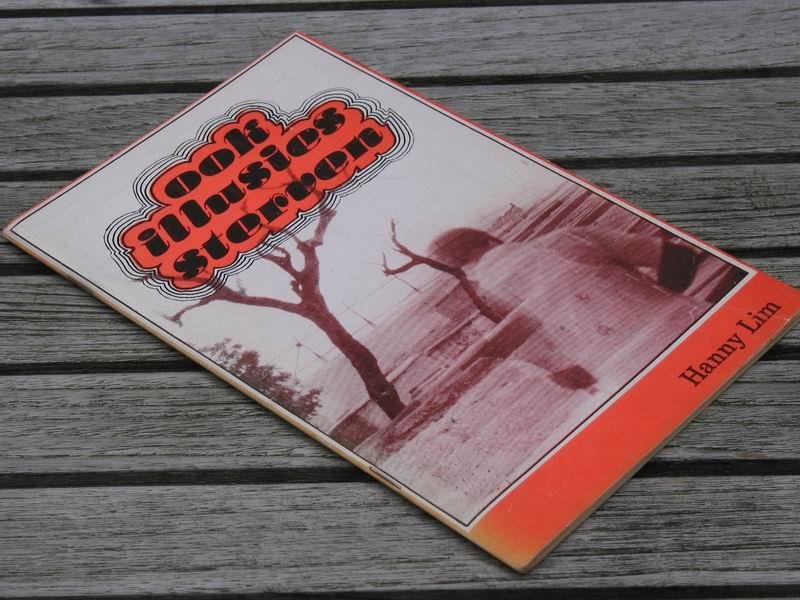 ook
illusies
sterven
Hanny Lim